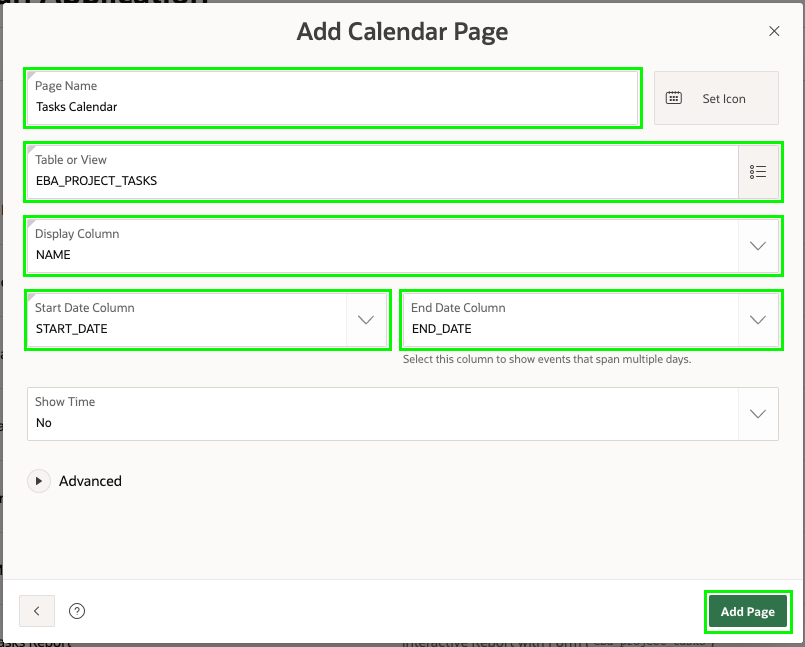 Add Calendar Page
Page Name
Tasks Calendar
Set Icon
Table or View
EBA_PROJECT_TASKS
Display Column
NAME
Start Date Column
START_DATE
End Date Column
END_DATE
Select this column to show events that span multiple days.
Show Time
No
Advanced
Add Page